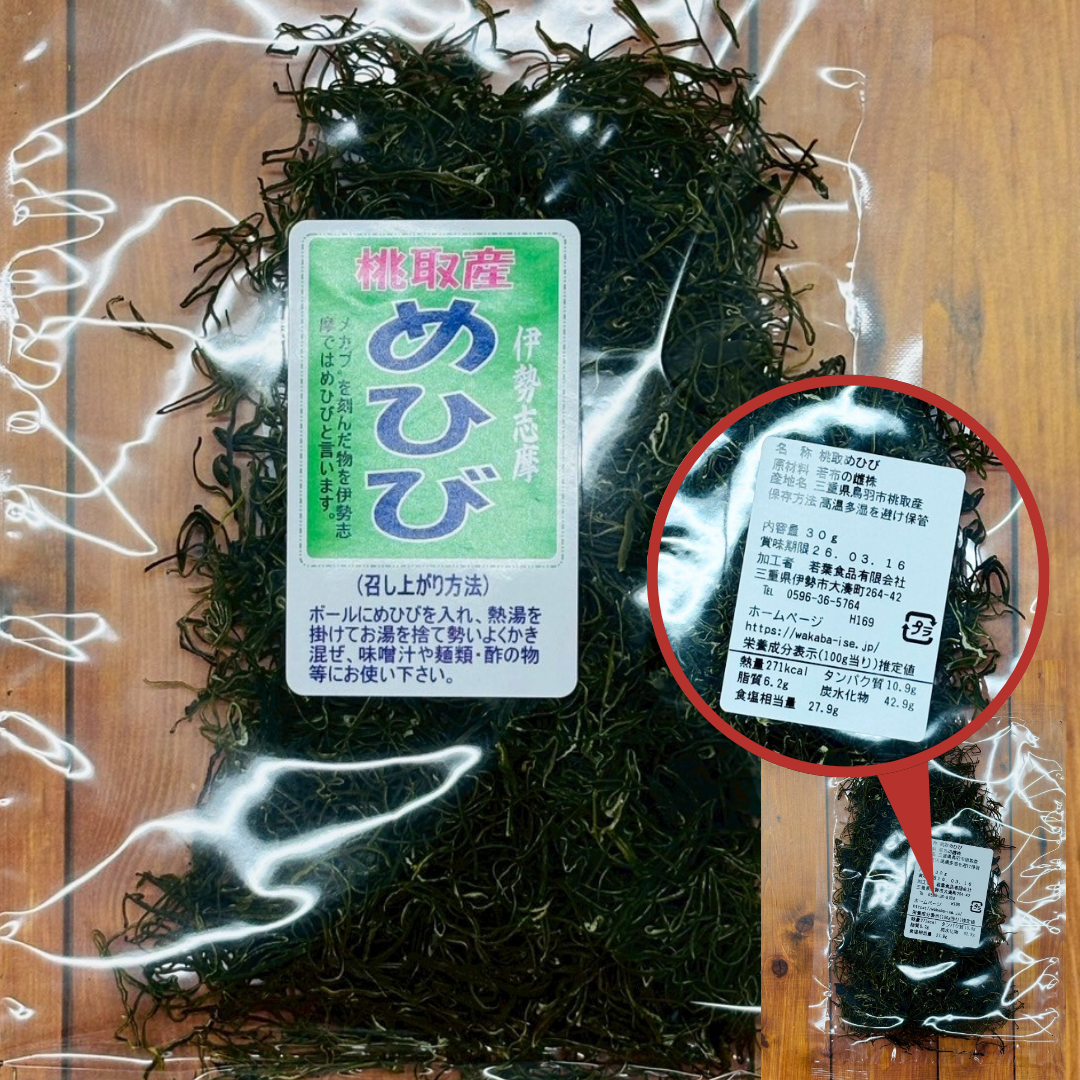 桃取産
伊勢志摩
めひび
メカブを刻んだ物を伊勢志
摩ではめひびと言います。
(召し上がり方法)
ボールにめひびを入れ、熱湯を
掛けてお湯を捨て勢いよくかき
混ぜ、味噌汁や麺類・酢の物
等にお使い下さい。
名 称 桃取めひび
原材料 若布の雌株
産地名 三重県鳥羽市桃取産
保存方法 高温多湿を避け保管
内容量 30g
賞味期限 26.03.16
加工者 若葉食品有限会社
三重県伊勢市大湊町264-42
TEL 0596-36-5764
ホームページ H169
https://wakaba-ise.jp/
プラ
栄養成分表示(100g当り)推定値
熱量271kcal タンパク質10.9g
脂質6.2g 炭水化物 42.9g
食塩相当量 27.9g